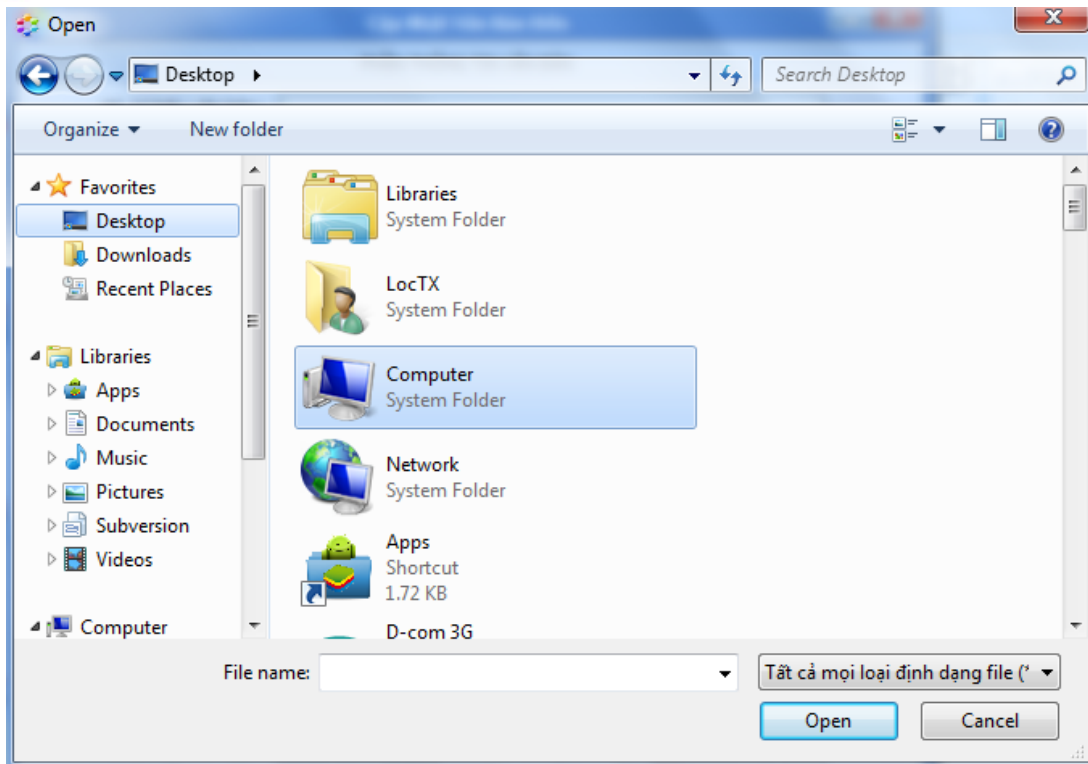 Open
Desktop
Search Desktop
Organize
New folder
Favorites
Desktop
Downloads
Recent Places
Libraries
Apps
Documents
Music
Pictures
Subversion
Videos
Computer
Libraries
System Folder
LocTX
System Folder
Computer
System Folder
Network
System Folder
Apps
Shortcut
1.72 KB
D-com 3G
File name:
Tất cả mọi loại định dạng file (*
Open
Cancel